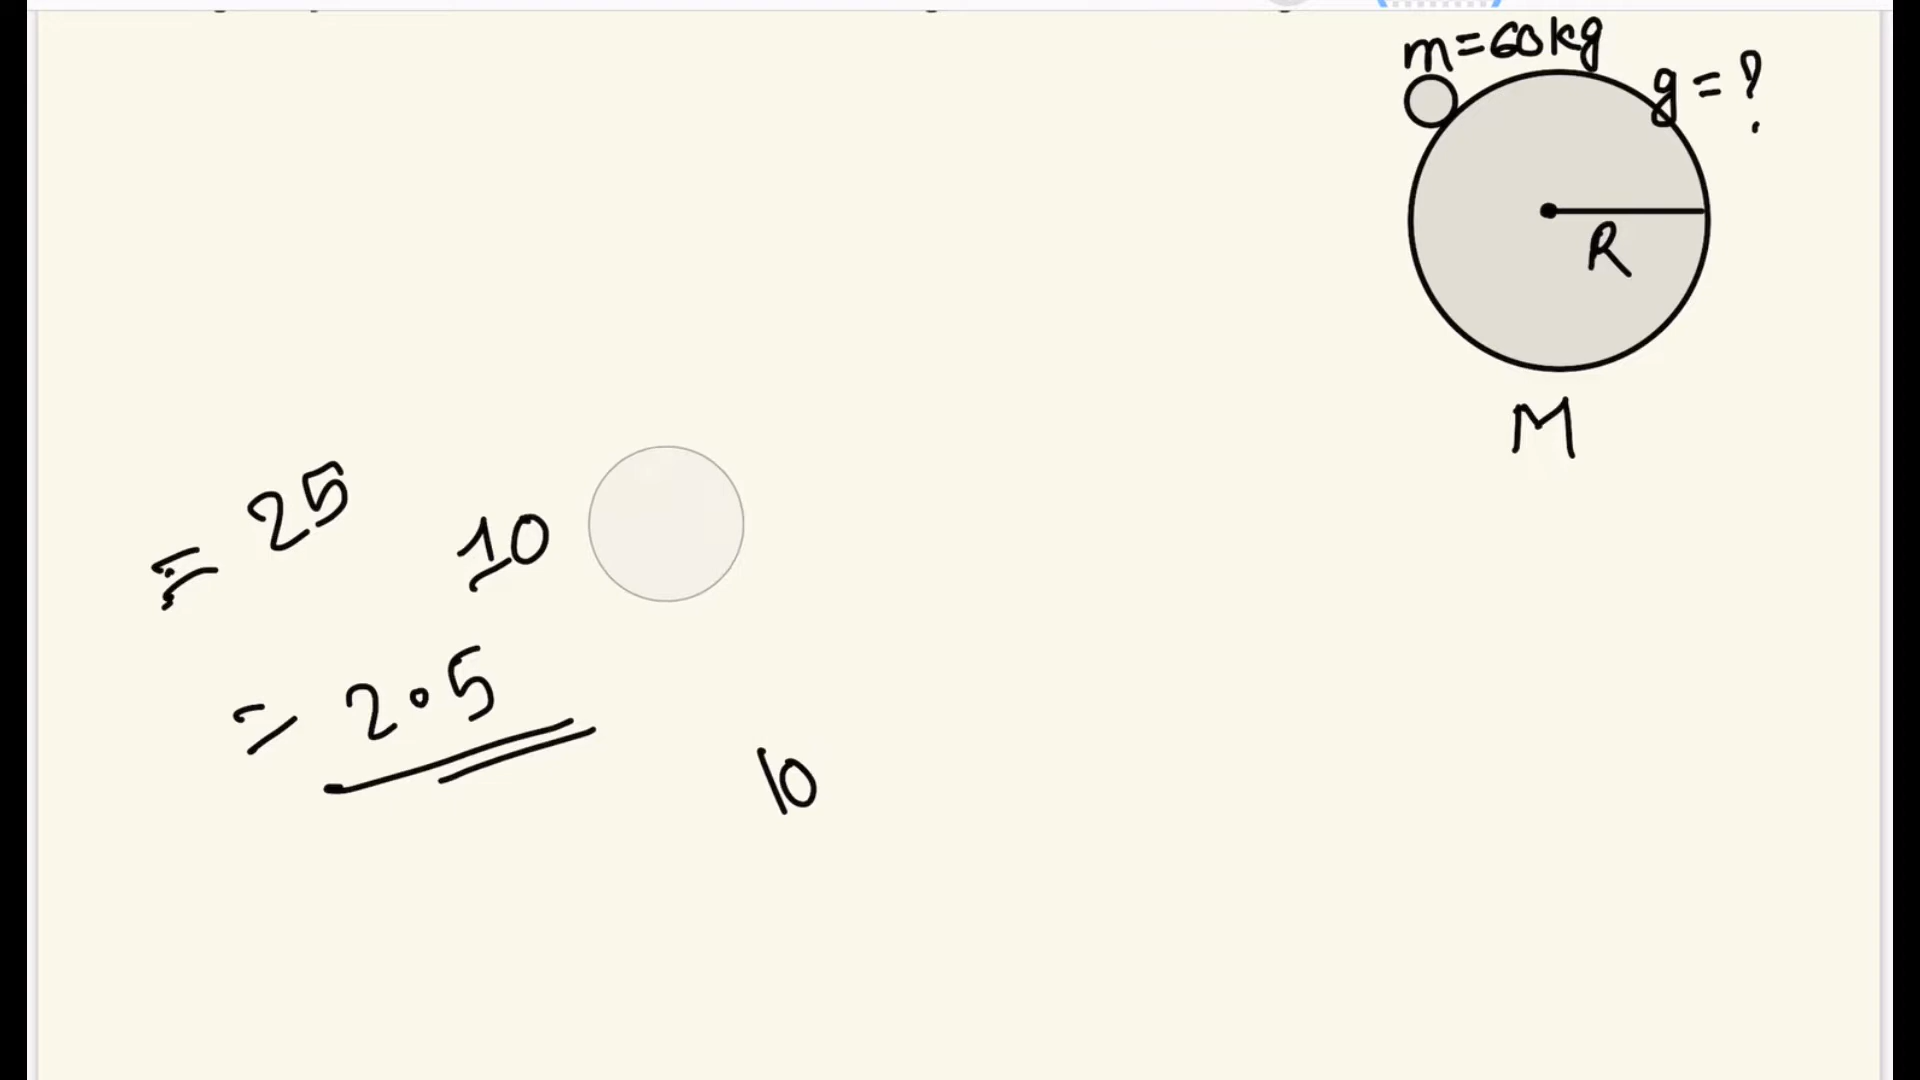 m=60kg
g = ?
R
M
= 25 10
= 2.5
10